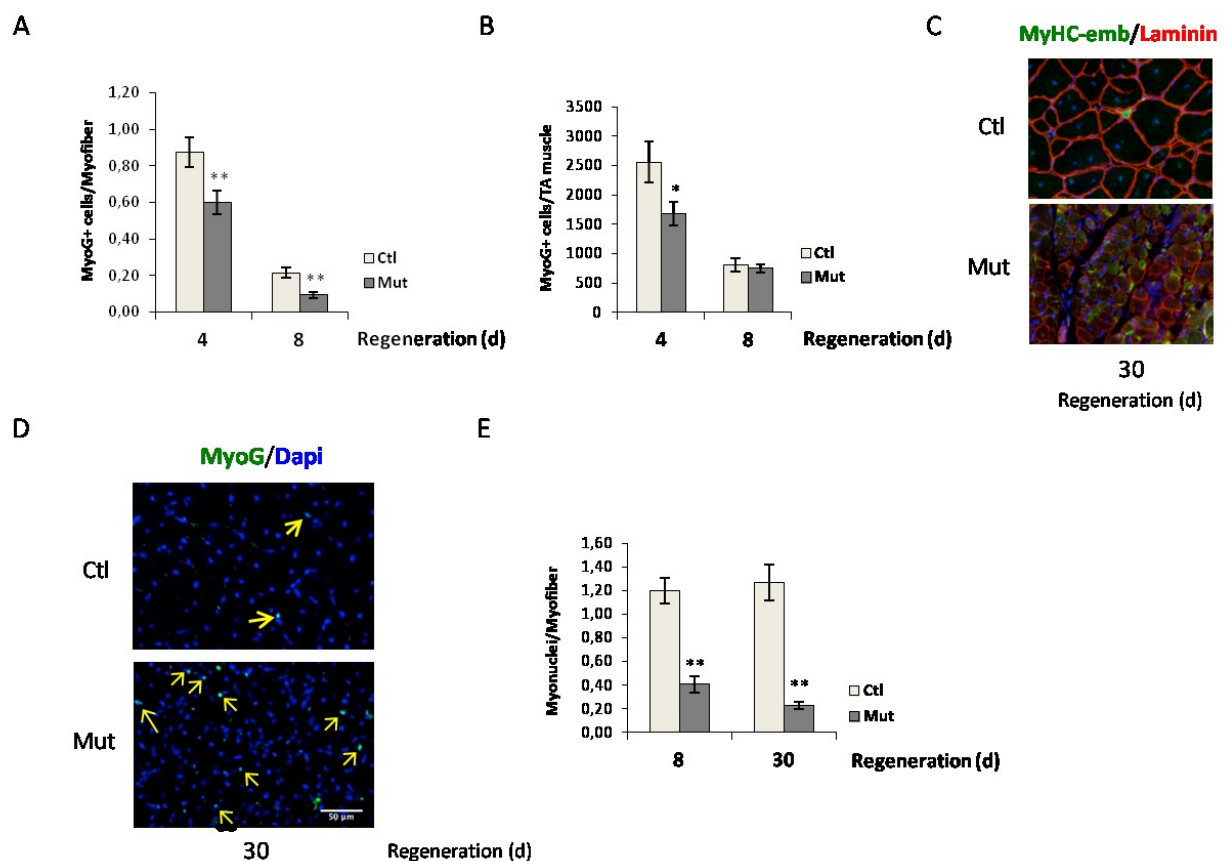 A
MyoG+ cells/Myofiber
1,20
1,00
0,80
0,60
0,40
0,20
0,00
**
**
4
8
Regeneration (d)
Ctl
Mut
B
MyoG+ cells/TA muscle
3500
3000
2500
2000
1500
1000
500
0
*
4
8
Regeneration (d)
Ctl
Mut
C
MyHC-emb/Laminin
Ctl
Mut
30
Regeneration (d)
D
MyoG/Dapi
Ctl
Mut
50 μm
30
Regeneration (d)
E
Myonuclei/Myofiber
1,60
1,40
1,20
1,00
0,80
0,60
0,40
0,20
0,00
**
**
8
30
Regeneration (d)
Ctl
Mut